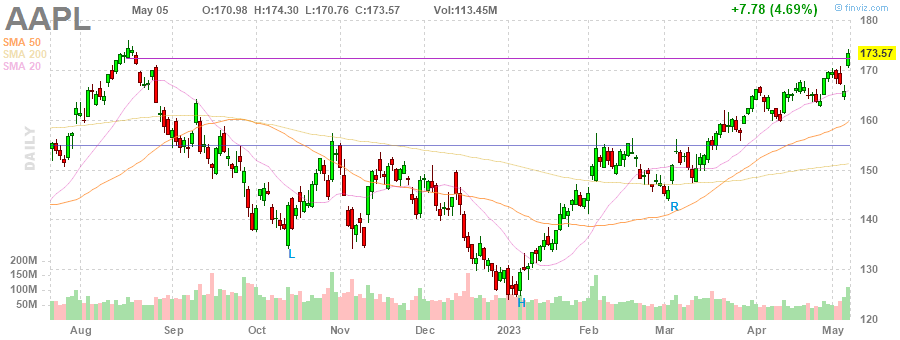 AAPL May 05 O:170.98 H:174.30 L:170.76 C:173.57 Vol:113.45M +7.78 (4.69%) © finviz.com
SMA 50
SMA 200
SMA 20
DAILY
180
173.57
170
160
150
140
130
120
200M
150M
100M
50M
L
H
R
Aug Sep Oct Nov Dec 2023 Feb Mar Apr May